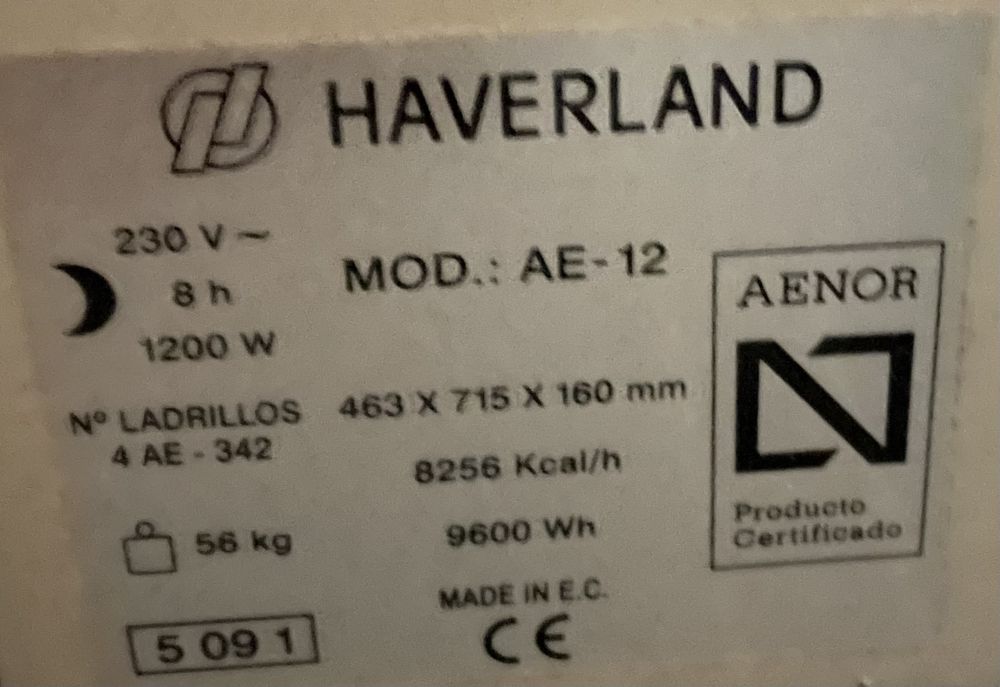 HAVERLAND
230 V ~
8 h
1200 W
MOD.: AE-12
Nº LADRILLOS
4 AE - 342
56 kg
5 09 1
463 X 715 X 160 mm
8256 Kcal/h
9600 Wh
MADE IN E.C.
CE
AENOR
Producto
Certificado